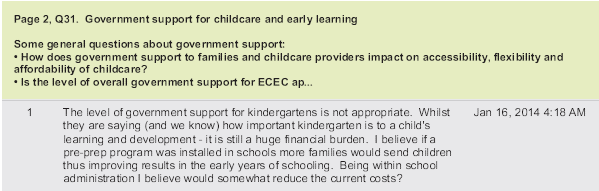 Page 2, Q31.  Government support for childcare and early learning
Some general questions about government support:
• How does government support to families and childcare providers impact on accessibility, flexibility and
affordability of childcare?
• Is the level of overall government support for ECEC ap...
1 The level of government support for kindergartens is not appropriate.  Whilst Jan 16, 2014 4:18 AM
they are saying (and we know) how important kindergarten is to a child's
learning and development - it is still a huge financial burden.  I believe if a
pre-prep program was installed in schools more families would send children
thus improving results in the early years of schooling.  Being within school
administration I believe would somewhat reduce the current costs?